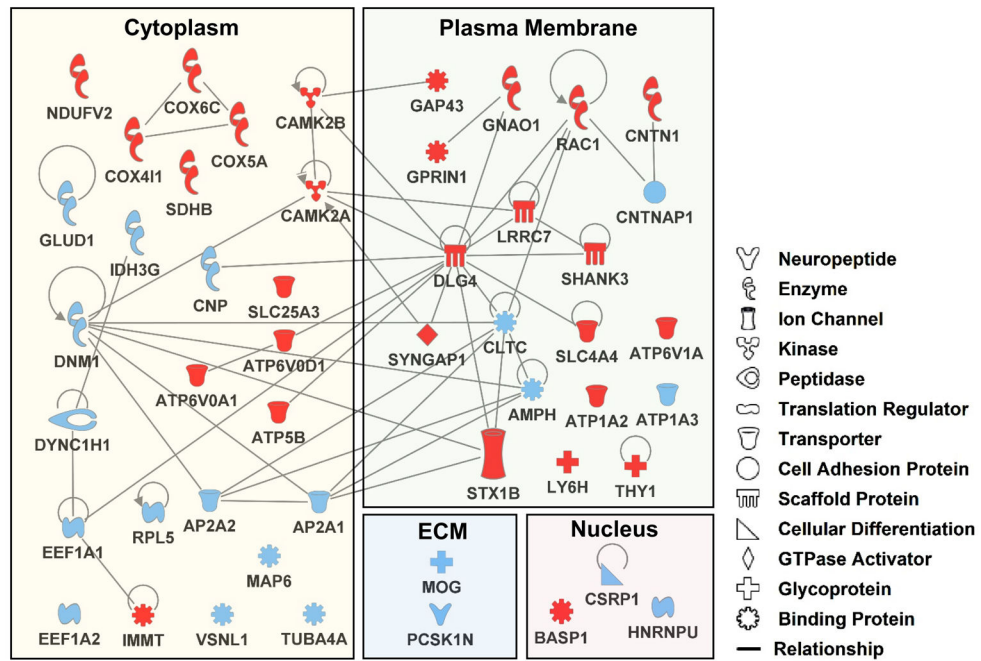 Cytoplasm
NDUFV2
COX6C
CAMK2B
COX4I1
COX5A
SDHB
CAMK2A
GLUD1
IDH3G
CNP
SLC25A3
DNM1
ATP6V0D1
ATP6V0A1
ATP5B
DYNC1H1
EEF1A1
RPL5
AP2A2
AP2A1
MAP6
EEF1A2
IMMT
VSNL1
TUBA4A
Plasma Membrane
GAP43
GNAO1
RAC1
CNTN1
GPRIN1
CNTNAP1
LRRC7
DLG4
SHANK3
SYNGAP1
CLTC
SLC4A4
ATP6V1A
AMPH
ATP1A2
ATP1A3
STX1B
LY6H
THY1
ECM
MOG
PCSK1N
Nucleus
CSRP1
BASP1
HNRNPU
Neuropeptide
Enzyme
Ion Channel
Kinase
Peptidase
Translation Regulator
Transporter
Cell Adhesion Protein
Scaffold Protein
Cellular Differentiation
GTPase Activator
Glycoprotein
Binding Protein
Relationship